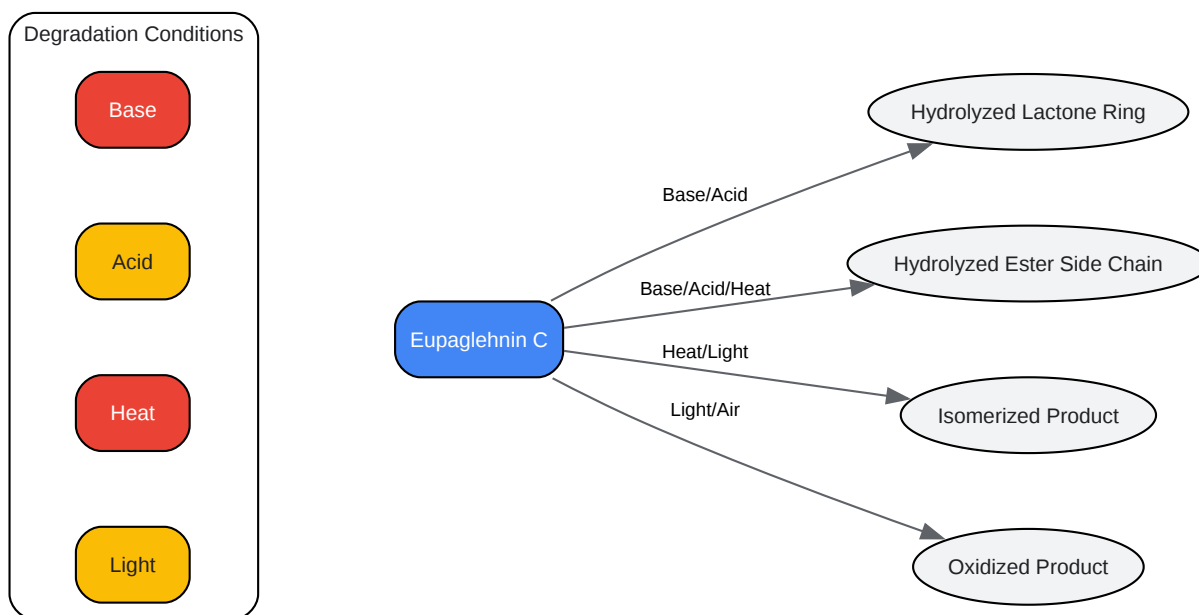 Degradation Conditions
Base
Acid
Heat
Light
Eupaglehnin C
Base/Acid
Base/Acid/Heat
Heat/Light
Light/Air
Hydrolyzed Lactone Ring
Hydrolyzed Ester Side Chain
Isomerized Product
Oxidized Product